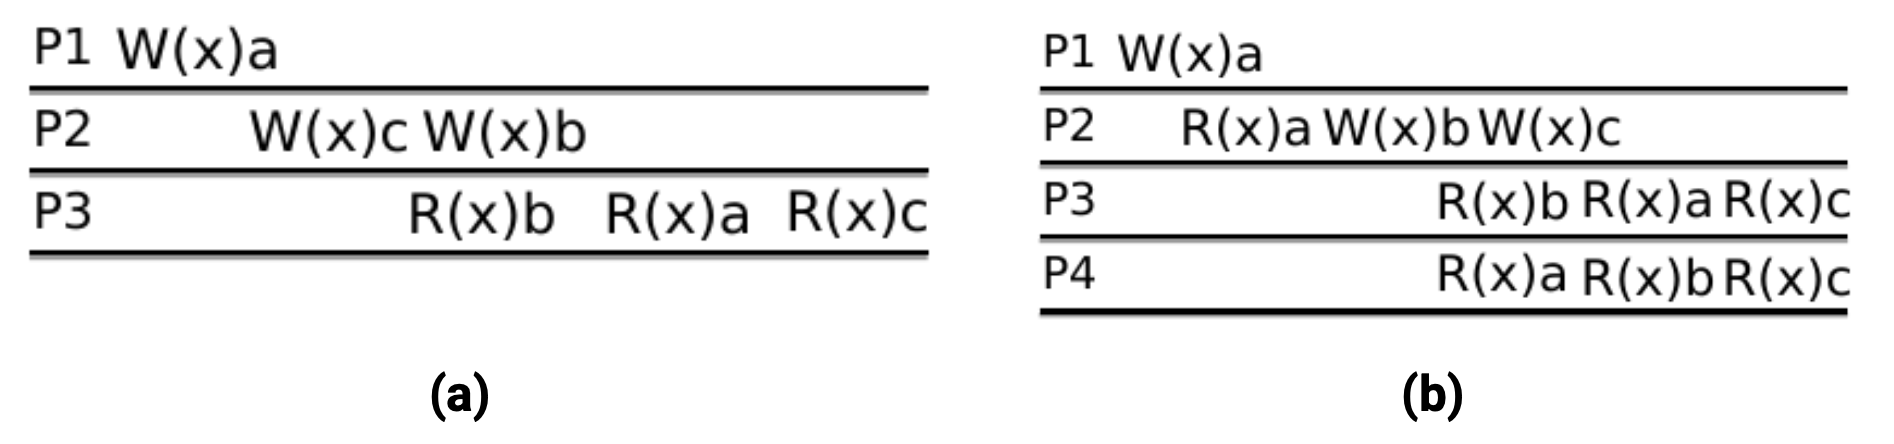 P1 W(x)a
P2 W(x)c W(x)b
P3 R(x)b R(x)a R(x)c
(a)
P1 W(x)a
P2 R(x)a W(x)b W(x)c
P3 R(x)b R(x)a R(x)c
P4 R(x)a R(x)b R(x)c
(b)